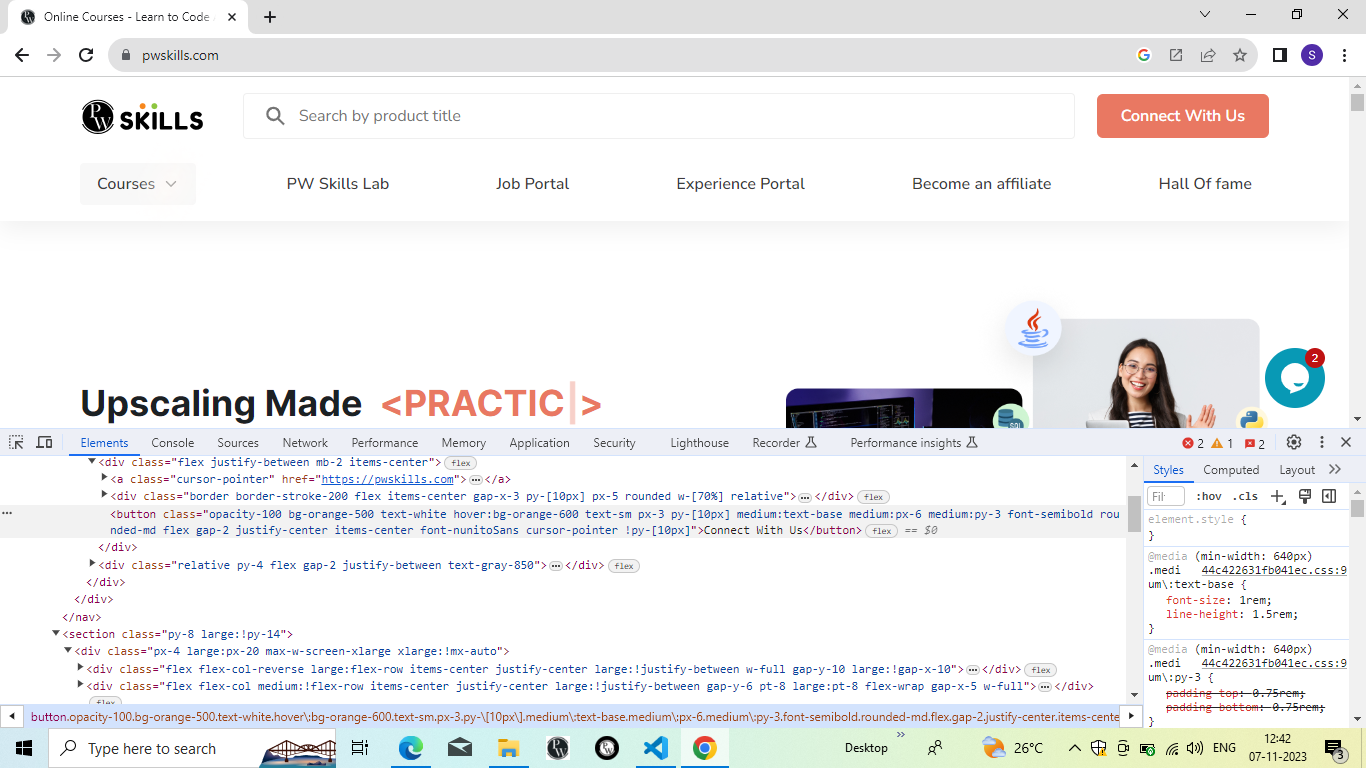 Online Courses - Learn to Code
pwskills.com
PW SKILLS
Search by product title
Connect With Us
Courses
PW Skills Lab
Job Portal
Experience Portal
Become an affiliate
Hall Of fame
Upscaling Made <PRACTIC|>
SQL
2
Elements Console Sources Network Performance Memory Application Security Lighthouse Recorder Performance insights 2 1 2
<div class="flex justify-between mb-2 items-center"> flex
<a class="cursor-pointer" href="https://pwskills.com">…</a>
<div class="border border-stroke-200 flex items-center gap-x-3 py-[10px] px-5 rounded w-[70%] relative">…</div> flex
<button class="opacity-100 bg-orange-500 text-white hover:bg-orange-600 text-sm px-3 py-[10px] medium:text-base medium:px-6 medium:py-3 font-semibold rou
nded-md flex gap-2 justify-center items-center font-nunitoSans cursor-pointer !py-[10px]">Connect With Us</button> flex == $0
</div>
<div class="relative py-4 flex gap-2 justify-between text-gray-850">…</div> flex
</div>
</div>
</nav>
<section class="py-8 large:!py-14">
<div class="px-4 large:px-20 max-w-screen-xlarge xlarge:!mx-auto">
<div class="flex flex-col-reverse large:flex-row items-center justify-center large:!justify-between w-full gap-y-10 large:!gap-x-10">…</div> flex
<div class="flex flex-col medium:!flex-row items-center justify-center large:!justify-between gap-y-6 pt-8 large:pt-8 flex-wrap gap-x-5 w-full">…</div>
flex
button.opacity-100.bg-orange-500.text-white.hover\:bg-orange-600.text-sm.px-3.py-\[10px\].medium\:text-base.medium\:px-6.medium\:py-3.font-semibold.rounded-md.flex.gap-2.justify-center.items-cente
Styles Computed Layout
Fil :hov .cls
element.style {
}
@media (min-width: 640px)
.medi 44c422631fb041ec.css:9
um\:text-base {
font-size: 1rem;
line-height: 1.5rem;
}
@media (min-width: 640px)
.medi 44c422631fb041ec.css:9
um\:py-3 {
padding-top: 0.75rem;
padding-bottom: 0.75rem;
}
Type here to search
Desktop
26°C
ENG
12:42
07-11-2023
3
S